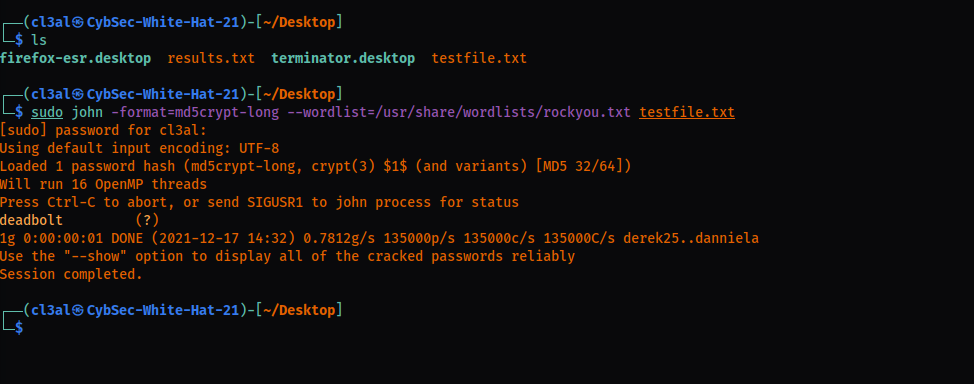 ┌──(cl3al㉿CybSec-White-Hat-21)-[~/Desktop]
└─$ ls
firefox-esr.desktop  results.txt  terminator.desktop  testfile.txt
┌──(cl3al㉿CybSec-White-Hat-21)-[~/Desktop]
└─$ sudo john -format=md5crypt-long --wordlist=/usr/share/wordlists/rockyou.txt testfile.txt
[sudo] password for cl3al:
Using default input encoding: UTF-8
Loaded 1 password hash (md5crypt-long, crypt(3) $1$ (and variants) [MD5 32/64])
Will run 16 OpenMP threads
Press Ctrl-C to abort, or send SIGUSR1 to john process for status
deadbolt         (?)
1g 0:00:00:01 DONE (2021-12-17 14:32) 0.7812g/s 135000p/s 135000c/s 135000C/s derek25..danniela
Use the "--show" option to display all of the cracked passwords reliably
Session completed.
┌──(cl3al㉿CybSec-White-Hat-21)-[~/Desktop]
└─$